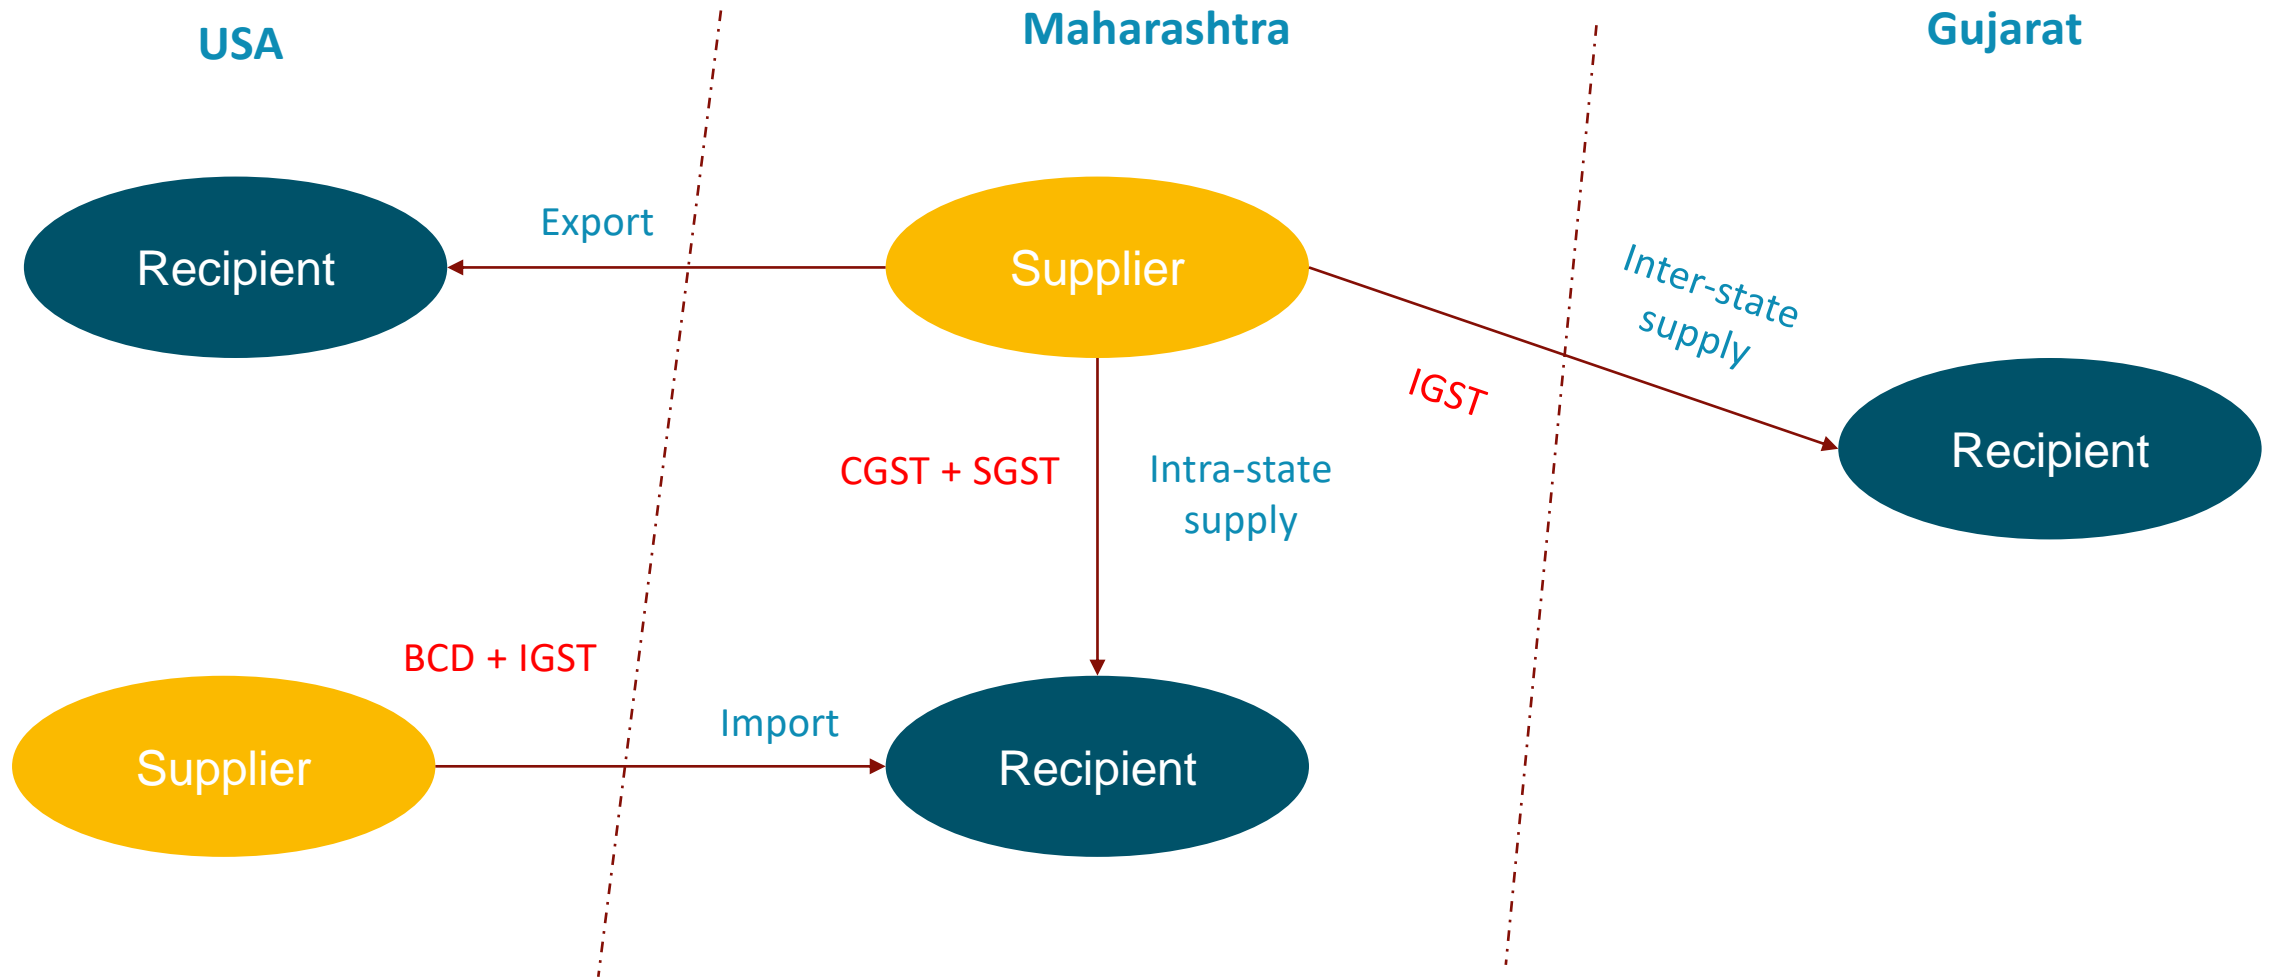 USA
Maharashtra
Gujarat
Export
Recipient
Supplier
Inter-state
supply
IGST
Recipient
CGST + SGST
Intra-state
supply
BCD + IGST
Import
Supplier
Recipient